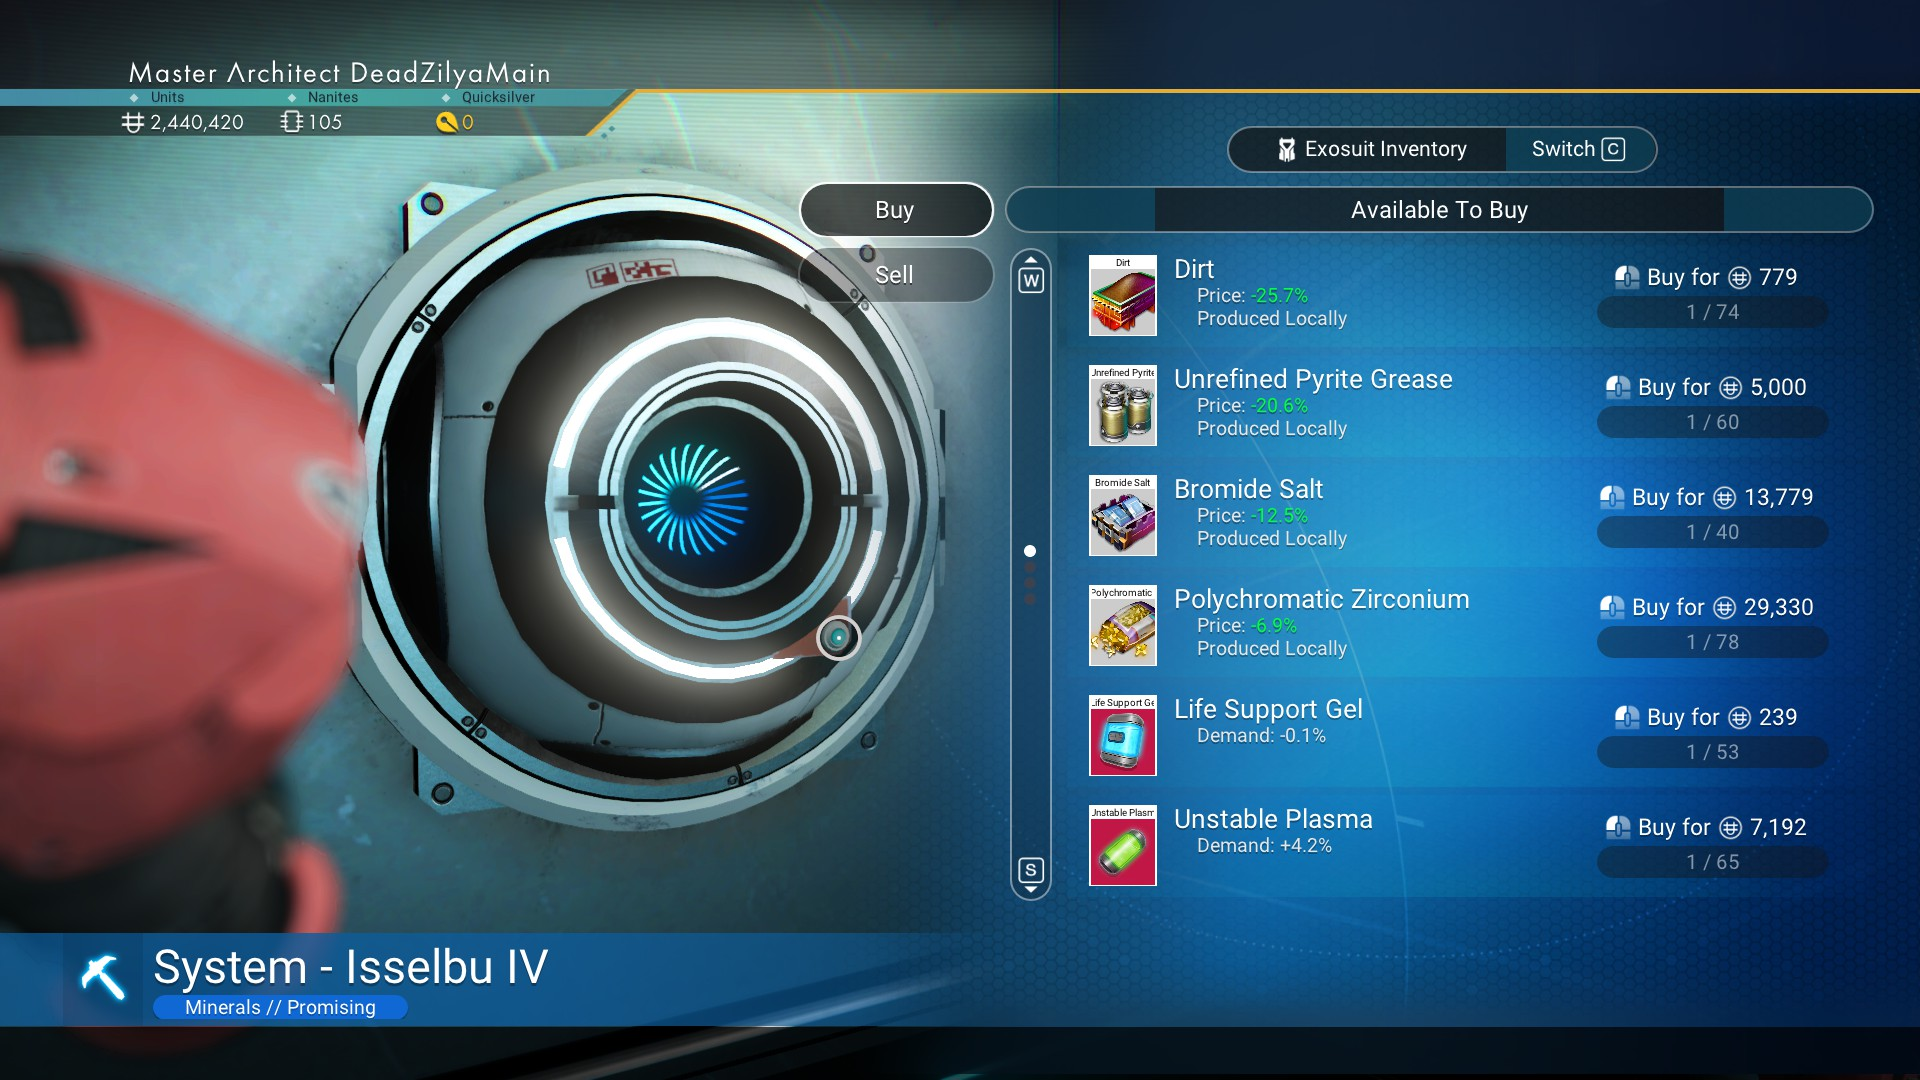 Master Architect DeadZilyaMain
Units Nanites Quicksilver
2,440,420 105 0
Exosuit Inventory Switch C
Buy
Available To Buy
Sell
W
Dirt
Dirt
Price: -25.7%
Produced Locally
Buy for 779
1 / 74
Unrefined Pyrite
Unrefined Pyrite Grease
Price: -20.6%
Produced Locally
Buy for 5,000
1 / 60
Bromide Salt
Bromide Salt
Price: -12.5%
Produced Locally
Buy for 13,779
1 / 40
Polychromatic
Polychromatic Zirconium
Price: -6.9%
Produced Locally
Buy for 29,330
1 / 78
Life Support Ge
Life Support Gel
Demand: -0.1%
Buy for 239
1 / 53
Unstable Plasm
Unstable Plasma
Demand: +4.2%
Buy for 7,192
1 / 65
S
System - Isselbu IV
Minerals // Promising